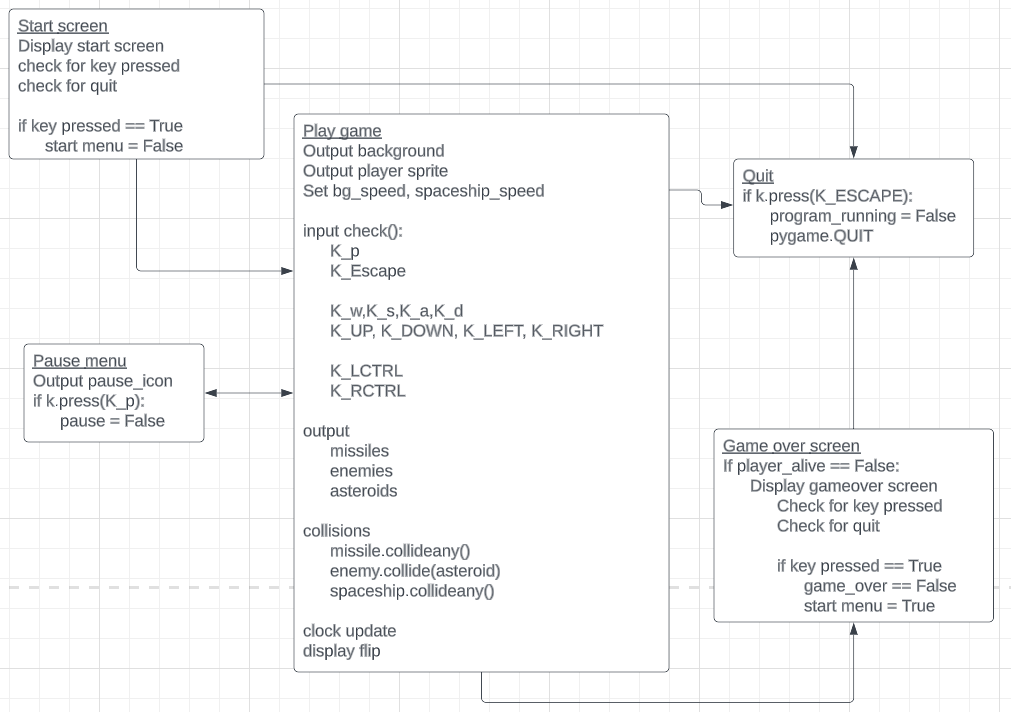 Start screen
Display start screen
check for key pressed
check for quit
if key pressed == True
start menu = False
Play game
Output background
Output player sprite
Set bg_speed, spaceship_speed
input check():
K_p
K_Escape
K_w,K_s,K_a,K_d
K_UP, K_DOWN, K_LEFT, K_RIGHT
K_LCTRL
K_RCTRL
output
missiles
enemies
asteroids
collisions
missile.collideany()
enemy.collide(asteroid)
spaceship.collideany()
clock update
display flip
Quit
if k.press(K_ESCAPE):
program_running = False
pygame.QUIT
Pause menu
Output pause_icon
if k.press(K_p):
pause = False
Game over screen
If player_alive == False:
Display gameover screen
Check for key pressed
Check for quit
if key pressed == True
game_over == False
start menu = True